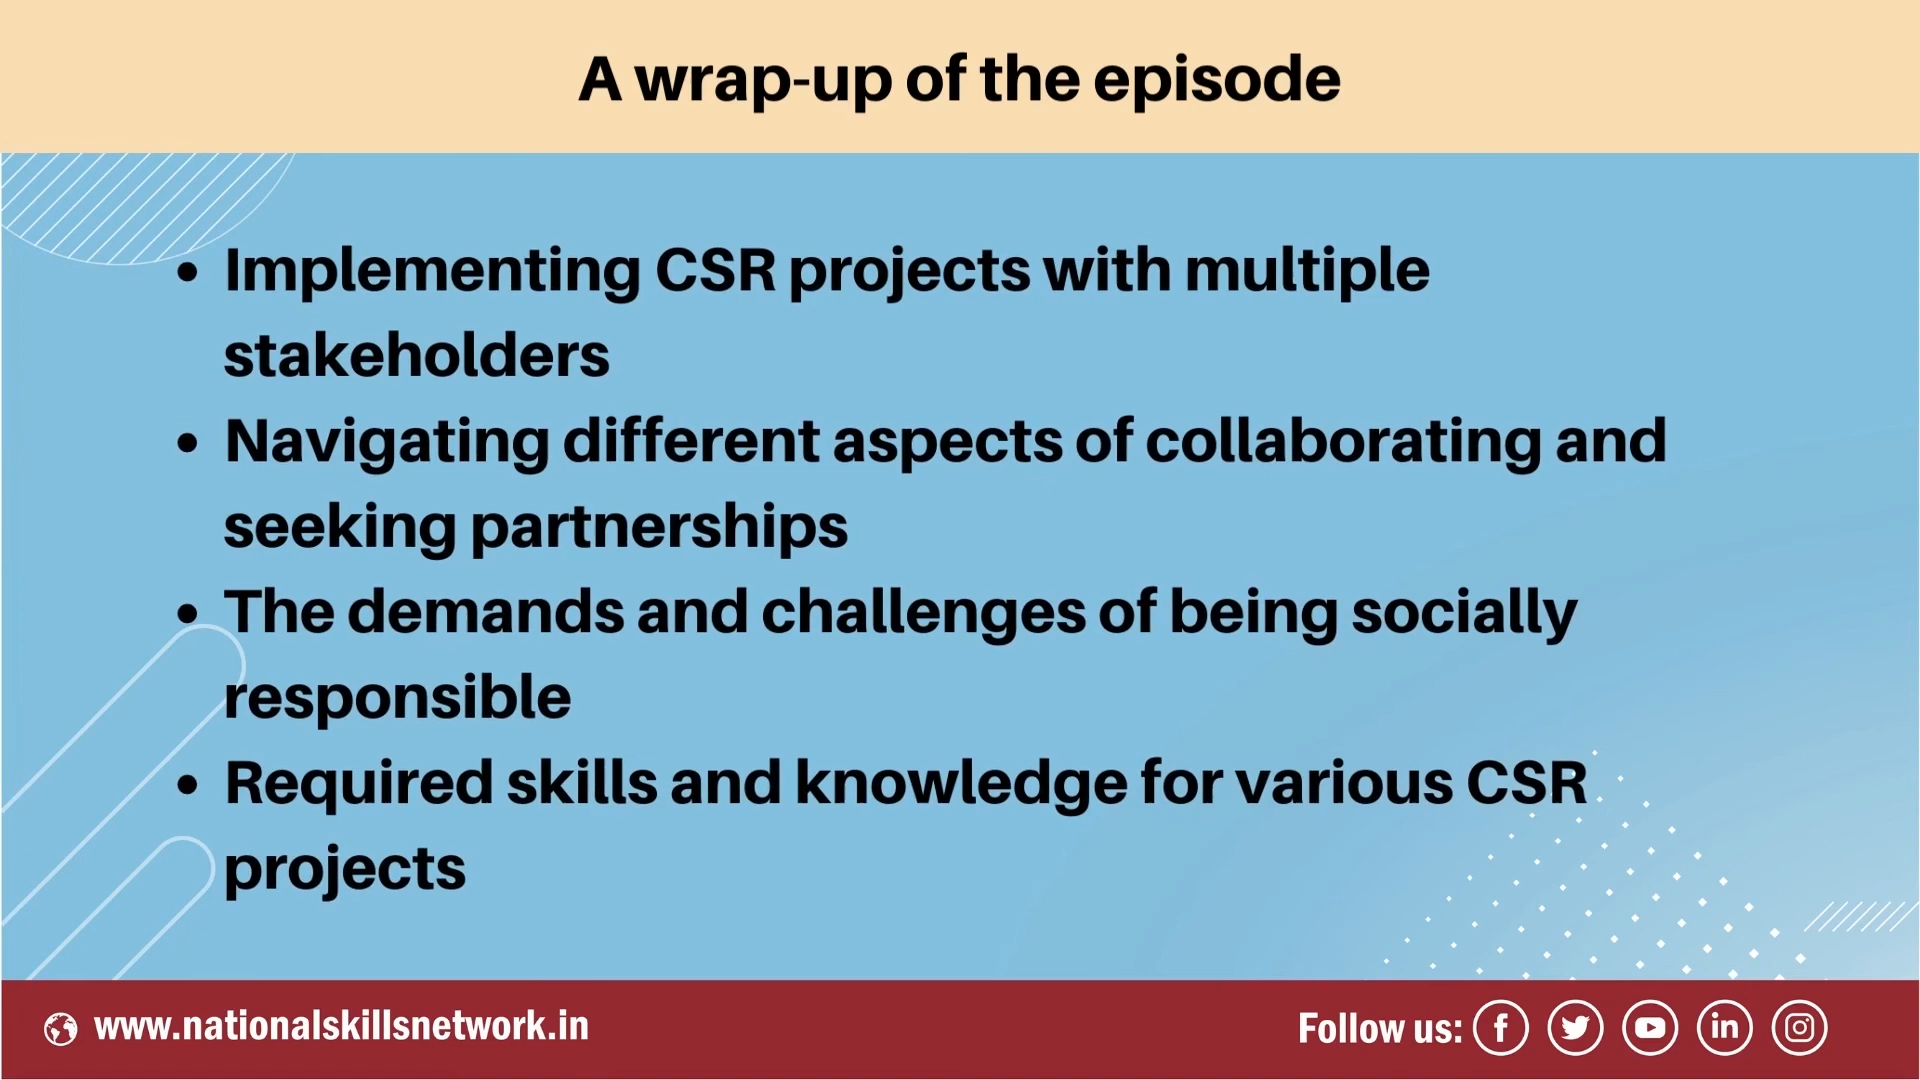 A wrap-up of the episode
• Implementing CSR projects with multiple
stakeholders
• Navigating different aspects of collaborating and
seeking partnerships
• The demands and challenges of being socially
responsible
• Required skills and knowledge for various CSR
projects
www.nationalskillsnetwork.in
Follow us: